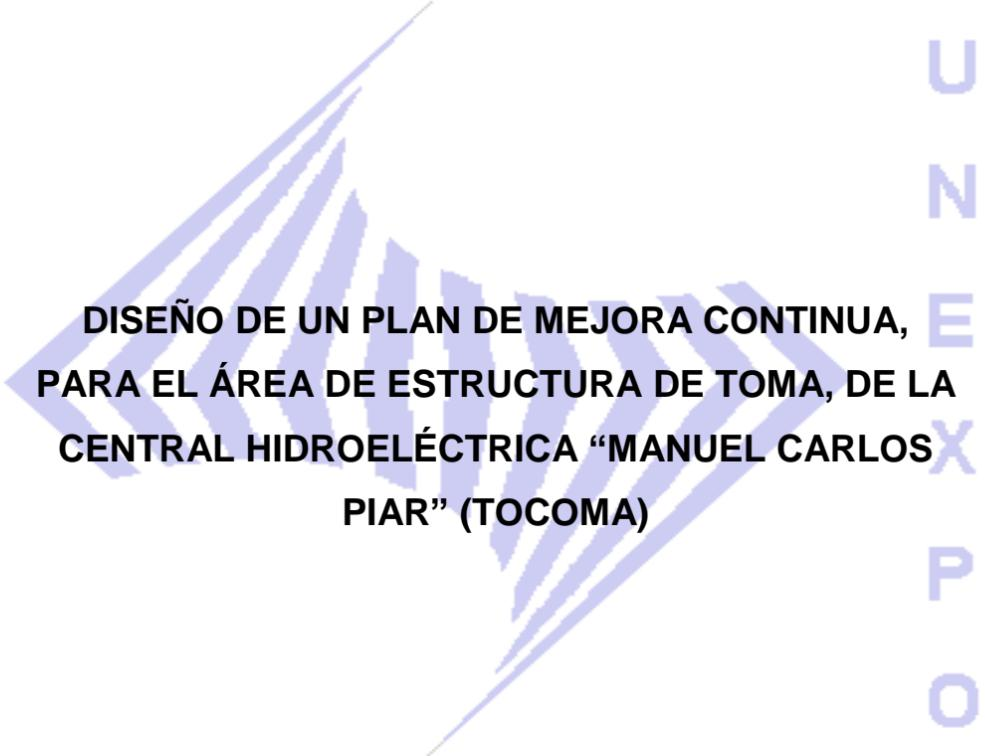 DISEÑO DE UN PLAN DE MEJORA CONTINUA,
PARA EL ÁREA DE ESTRUCTURA DE TOMA, DE LA
CENTRAL HIDROELÉCTRICA “MANUEL CARLOS
PIAR” (TOCOMA)
U
N
E
X
P
O